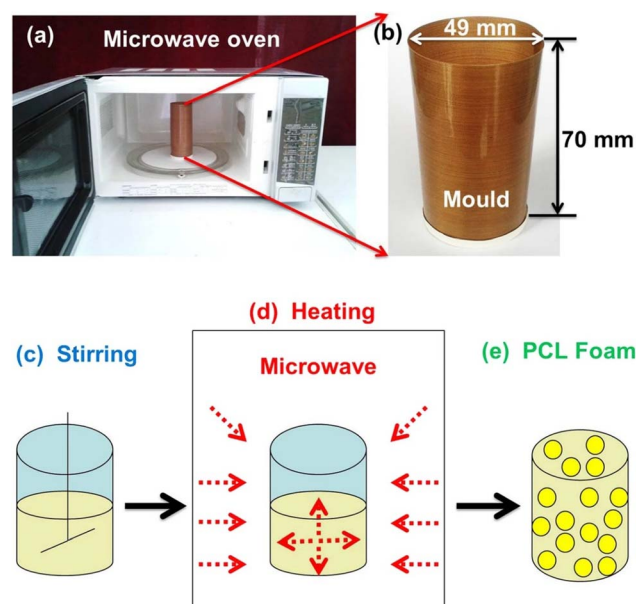 (a)
Microwave oven
(b)
49 mm
70 mm
Mould
(d) Heating
(c) Stirring
(e) PCL Foam
Microwave